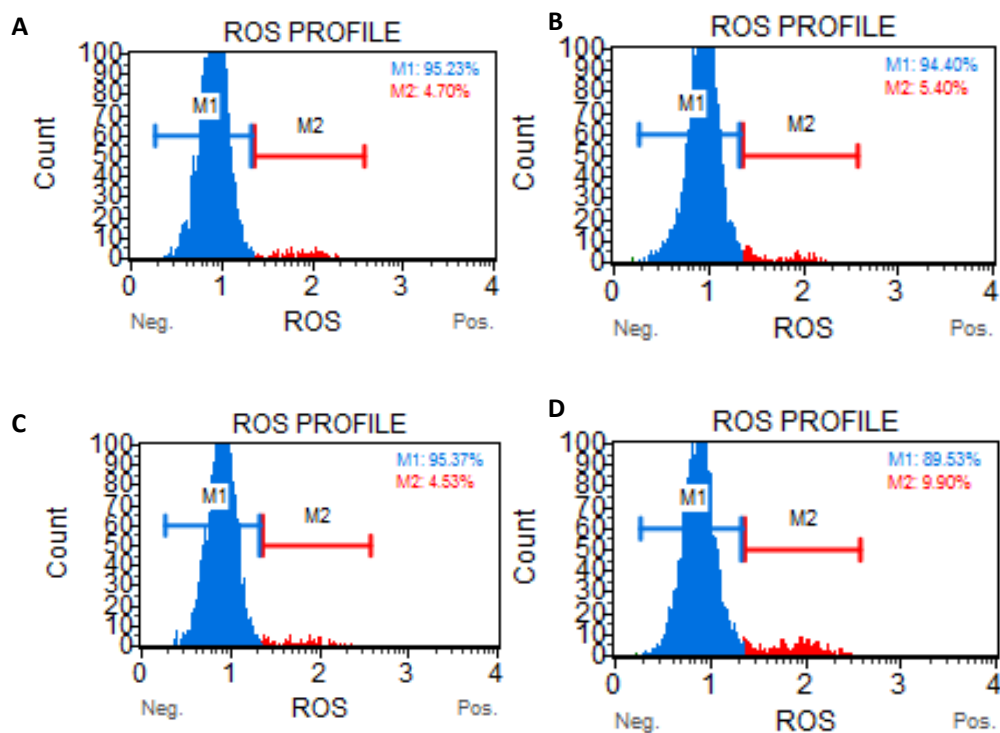 A
ROS PROFILE
M1: 95.23%
M2: 4.70%
M1
M2
Count
100
90
80
70
60
50
40
30
20
10
0
0 1 2 3 4
Neg. ROS Pos.
B
ROS PROFILE
M1: 94.40%
M2: 5.40%
M1
M2
Count
100
90
80
70
60
50
40
30
20
10
0
0 1 2 3 4
Neg. ROS Pos.
C
ROS PROFILE
M1: 95.37%
M2: 4.53%
M1
M2
Count
100
90
80
70
60
50
40
30
20
10
0
0 1 2 3 4
Neg. ROS Pos.
D
ROS PROFILE
M1: 89.53%
M2: 9.90%
M1
M2
Count
100
90
80
70
60
50
40
30
20
10
0
0 1 2 3 4
Neg. ROS Pos.